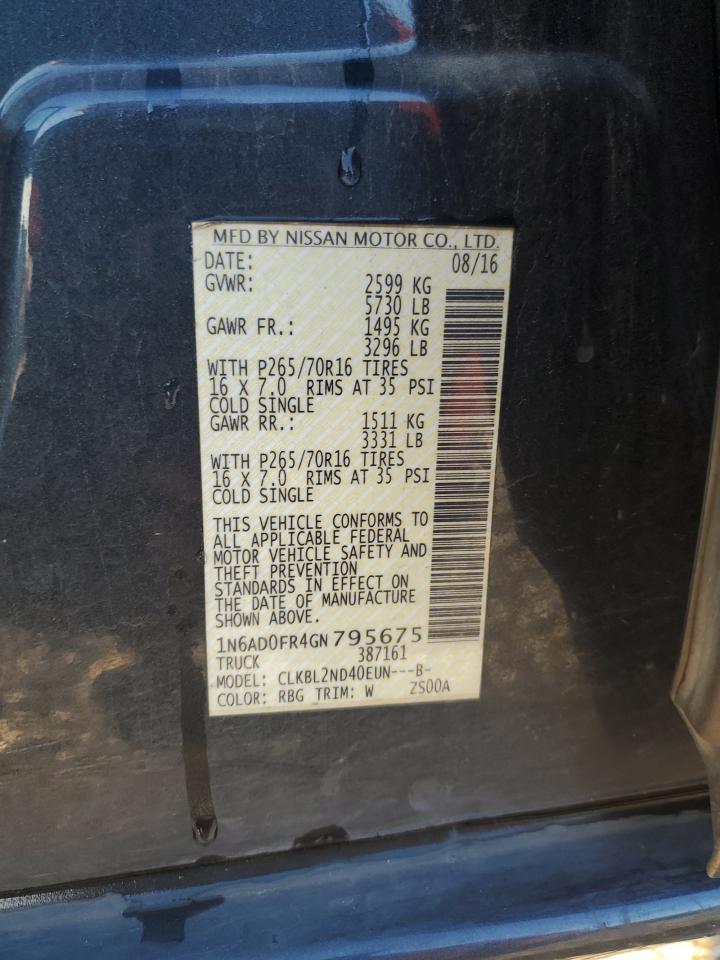 MFD BY NISSAN MOTOR CO., LTD.
DATE: 08/16
GVWR: 2599 KG
5730 LB
GAWR FR.: 1495 KG
3296 LB
WITH P265/70R16 TIRES
16 X 7.0 RIMS AT 35 PSI
COLD SINGLE
GAWR RR.: 1511 KG
3331 LB
WITH P265/70R16 TIRES
16 X 7.0 RIMS AT 35 PSI
COLD SINGLE
THIS VEHICLE CONFORMS TO
ALL APPLICABLE FEDERAL
MOTOR VEHICLE SAFETY AND
THEFT PREVENTION
STANDARDS IN EFFECT ON
THE DATE OF MANUFACTURE
SHOWN ABOVE.
1N6AD0FR4GN795675
TRUCK 387161
MODEL: CLKBL2ND40EUN---B-
COLOR: RBG TRIM: W ZS00A